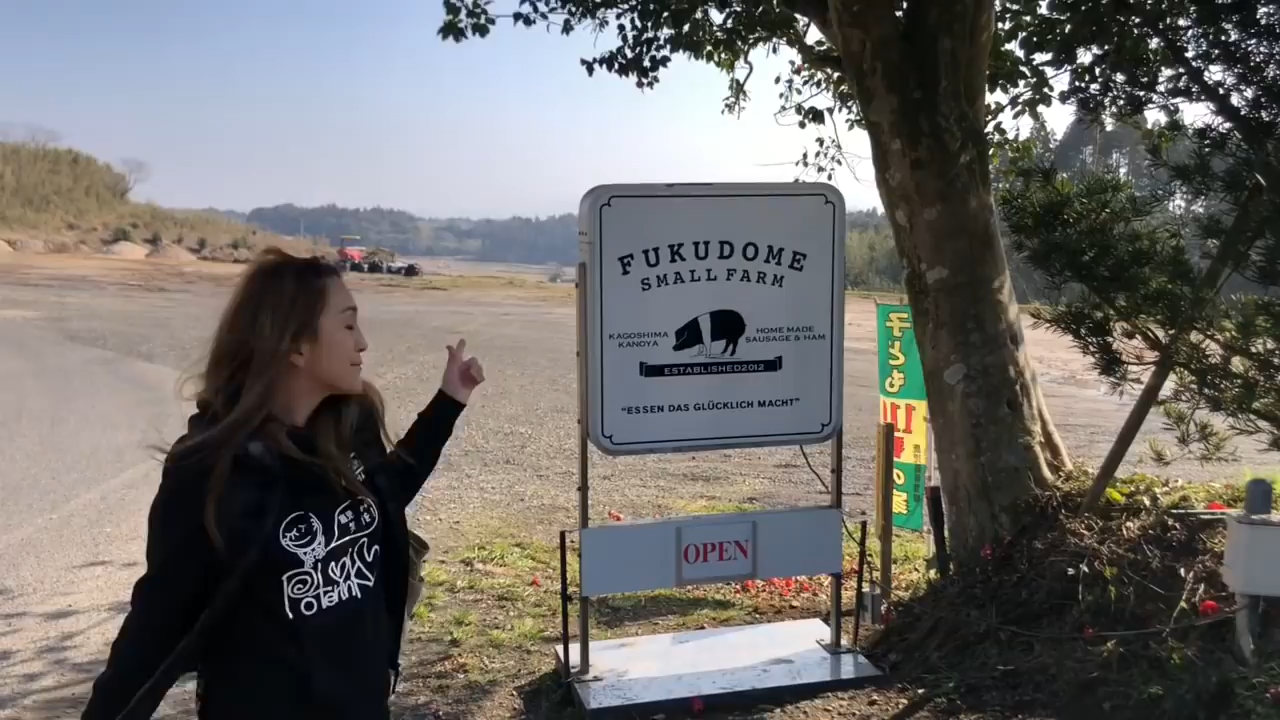 FUKUDOME
SMALL FARM
KAGOSHIMA
KANOYA
HOME MADE
SAUSAGE & HAM
ESTABLISHED2012
"ESSEN DAS GLÜCKLICH MACHT"
OPEN